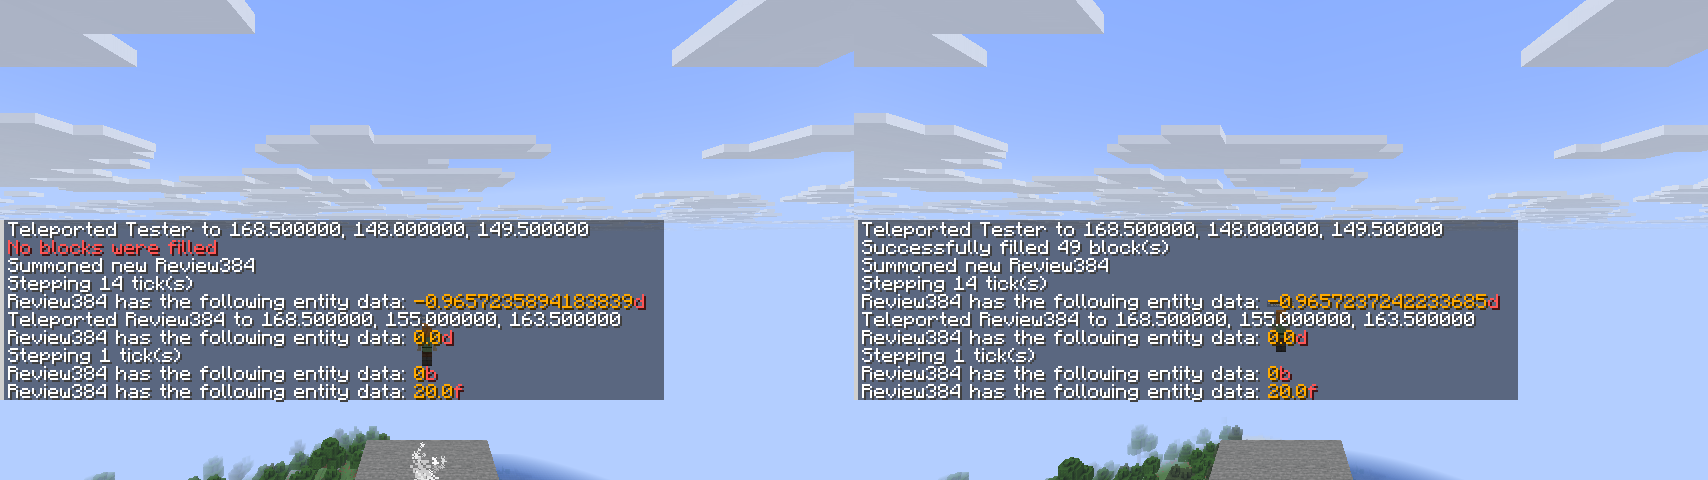 Teleported Tester to 168.500000, 148.000000, 149.500000
No blocks were filled
Summoned new Review384
Stepping 14 tick(s)
Review384 has the following entity data: -0.9657235894183839d
Teleported Review384 to 168.500000, 155.000000, 163.500000
Review384 has the following entity data: 0.0d
Stepping 1 tick(s)
Review384 has the following entity data: 0b
Review384 has the following entity data: 20.0f
Teleported Tester to 168.500000, 148.000000, 149.500000
Successfully filled 49 block(s)
Summoned new Review384
Stepping 14 tick(s)
Review384 has the following entity data: -0.9657237242233685d
Teleported Review384 to 168.500000, 155.000000, 163.500000
Review384 has the following entity data: 0.0d
Stepping 1 tick(s)
Review384 has the following entity data: 0b
Review384 has the following entity data: 20.0f